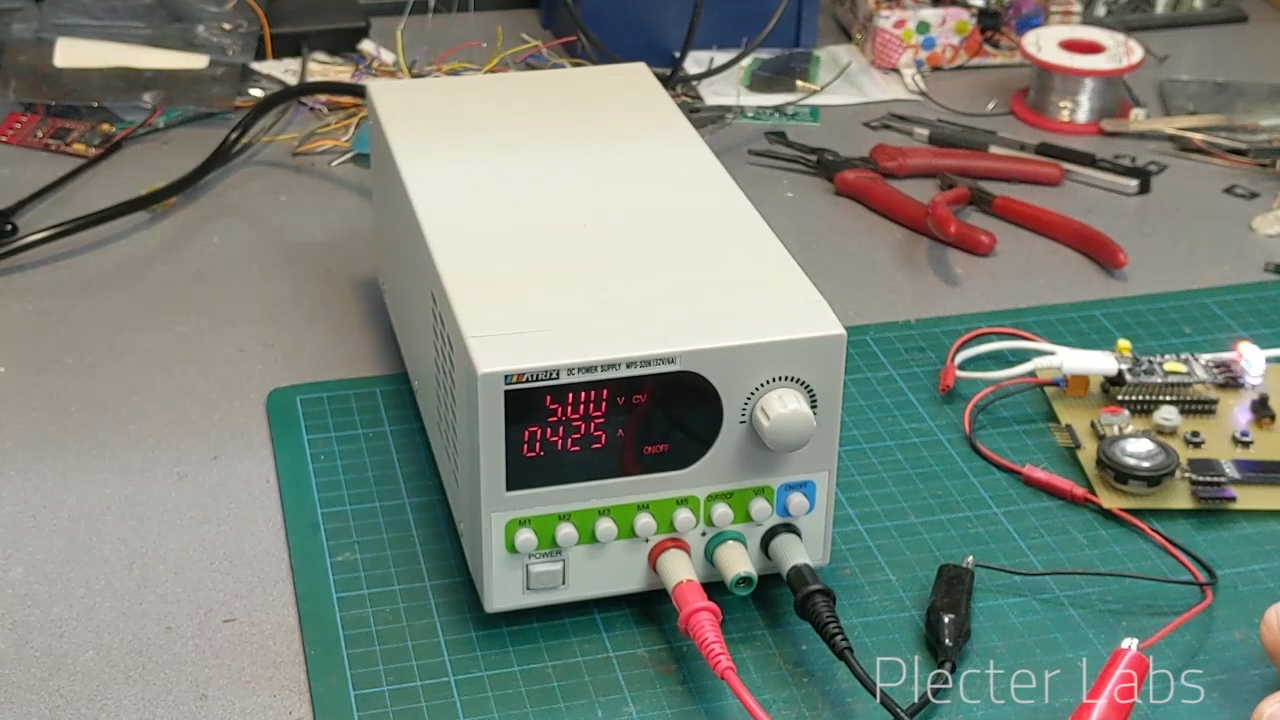 MATRIX DC POWER SUPPLY MPS-3206 (32V/6A)
5.00 V CV
0.425 A
ON/OFF
M1 M2 M3 M4 M5 OVP/OCP V/I ON/OFF
POWER
+
Plecter Labs